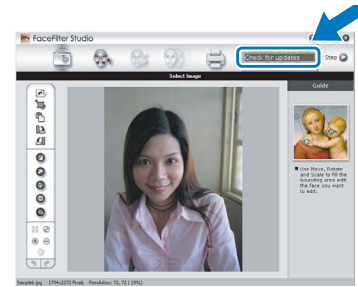 FaceFilter Studio
Check for updates
Step
Select Image
Guide
Use Move, Rotate
and Scale to fill the
bounding area with
the face you want
to edit.
Sample6.jpg 1704x2272 Pixels Resolution: 72, 72 ( 19%)